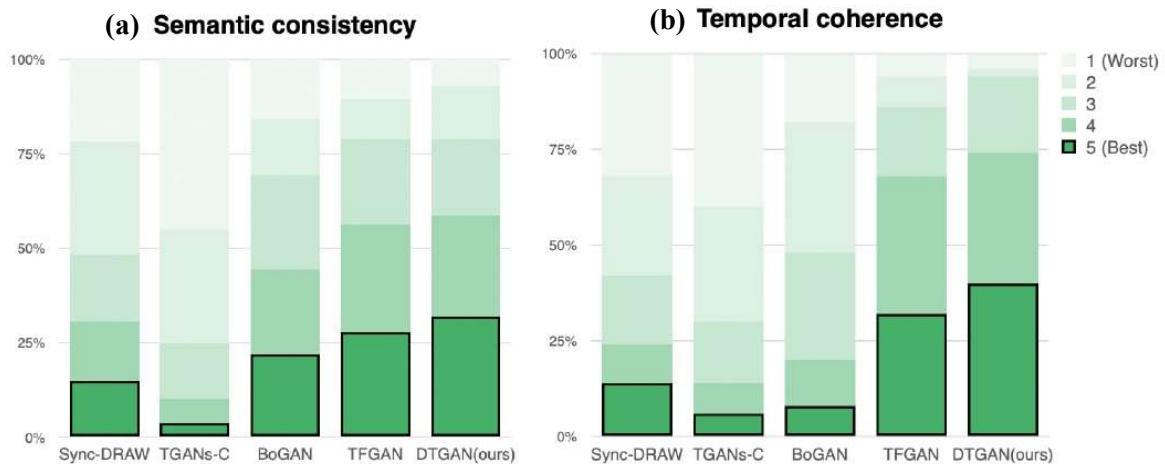 (a) Semantic consistency
100%
75%
50%
25%
0%
Sync-DRAW TGANs-C BoGAN TFGAN DTGAN(ours)
(b) Temporal coherence
100%
75%
50%
25%
0%
Sync-DRAW TGANs-C BoGAN TFGAN DTGAN(ours)
1 (Worst)
2
3
4
5 (Best)